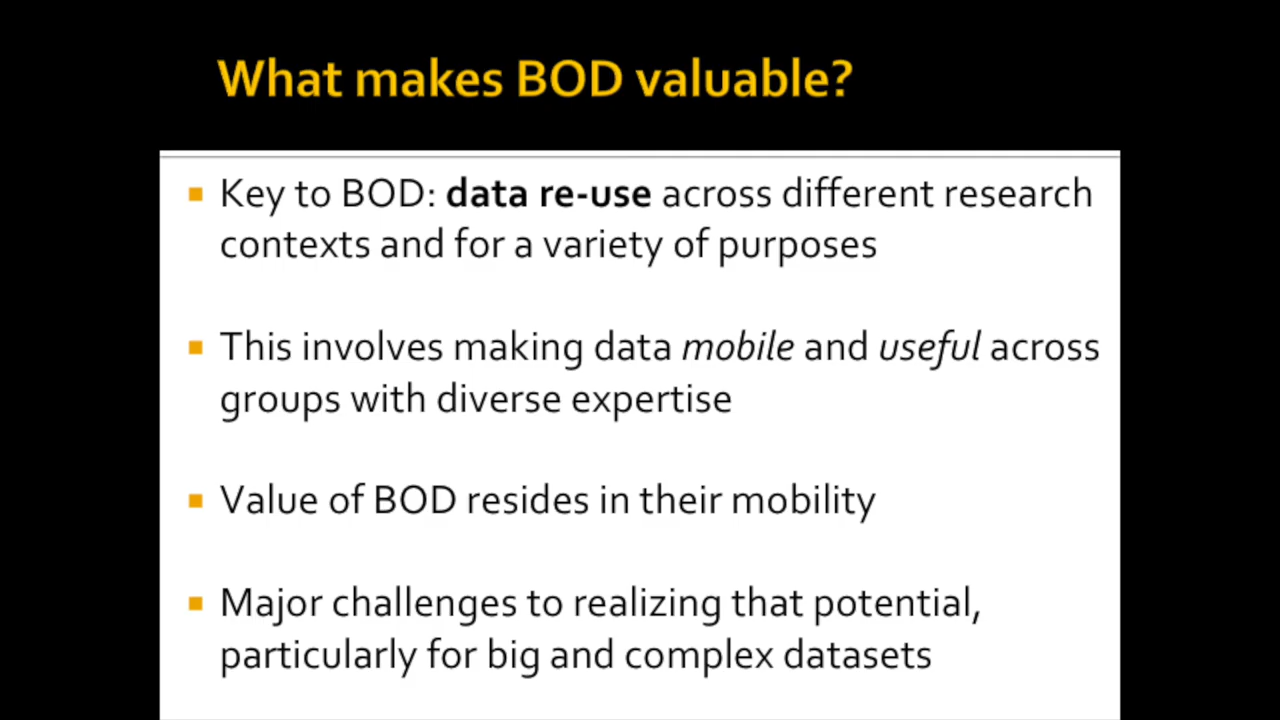 What makes BOD valuable?
Key to BOD: data re-use across different research
contexts and for a variety of purposes
This involves making data mobile and useful across
groups with diverse expertise
Value of BOD resides in their mobility
Major challenges to realizing that potential,
particularly for big and complex datasets